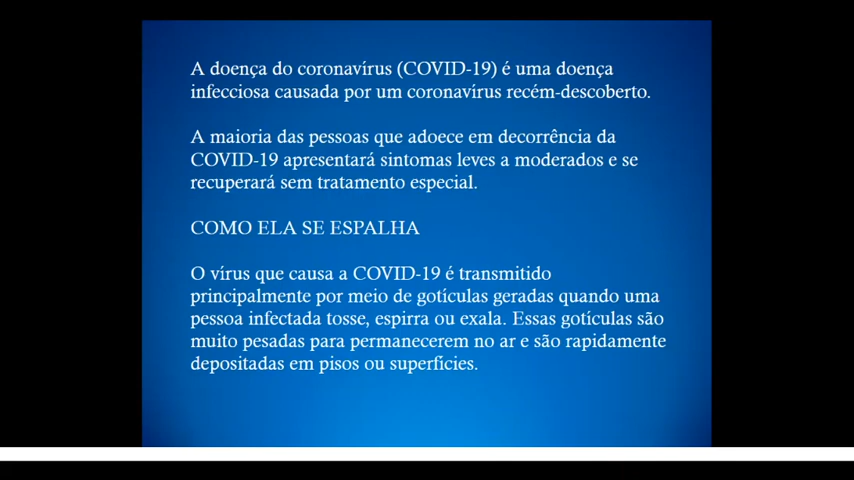 A doença do coronavírus (COVID-19) é uma doença
infecciosa causada por um coronavírus recém-descoberto.
A maioria das pessoas que adoece em decorrência da
COVID-19 apresentará sintomas leves a moderados e se
recuperará sem tratamento especial.
COMO ELA SE ESPALHA
O vírus que causa a COVID-19 é transmitido
principalmente por meio de gotículas geradas quando uma
pessoa infectada tosse, espirra ou exala. Essas gotículas são
muito pesadas para permanecerem no ar e são rapidamente
depositadas em pisos ou superfícies.